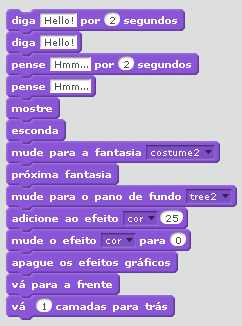 diga Hello! por 2 segundos
diga Hello!
pense Hmm... por 2 segundos
pense Hmm...
mostre
esconda
mude para a fantasia costume2
próxima fantasia
mude para o pano de fundo tree2
adicione ao efeito cor 25
mude o efeito cor para 0
apague os efeitos gráficos
vá para a frente
vá 1 camadas para trás